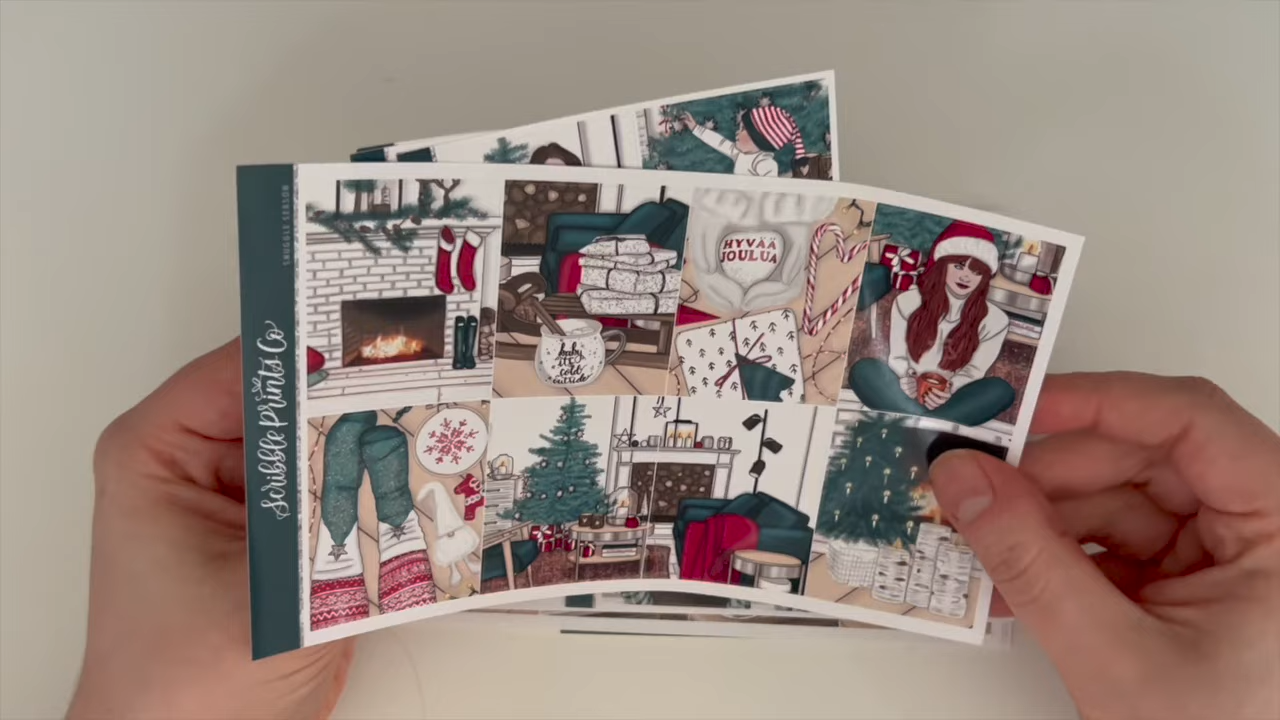 SNUGGLE SEASON
Scribble Prints Co
HYVÄÄ
JOULUA
baby
it's
cold
outside